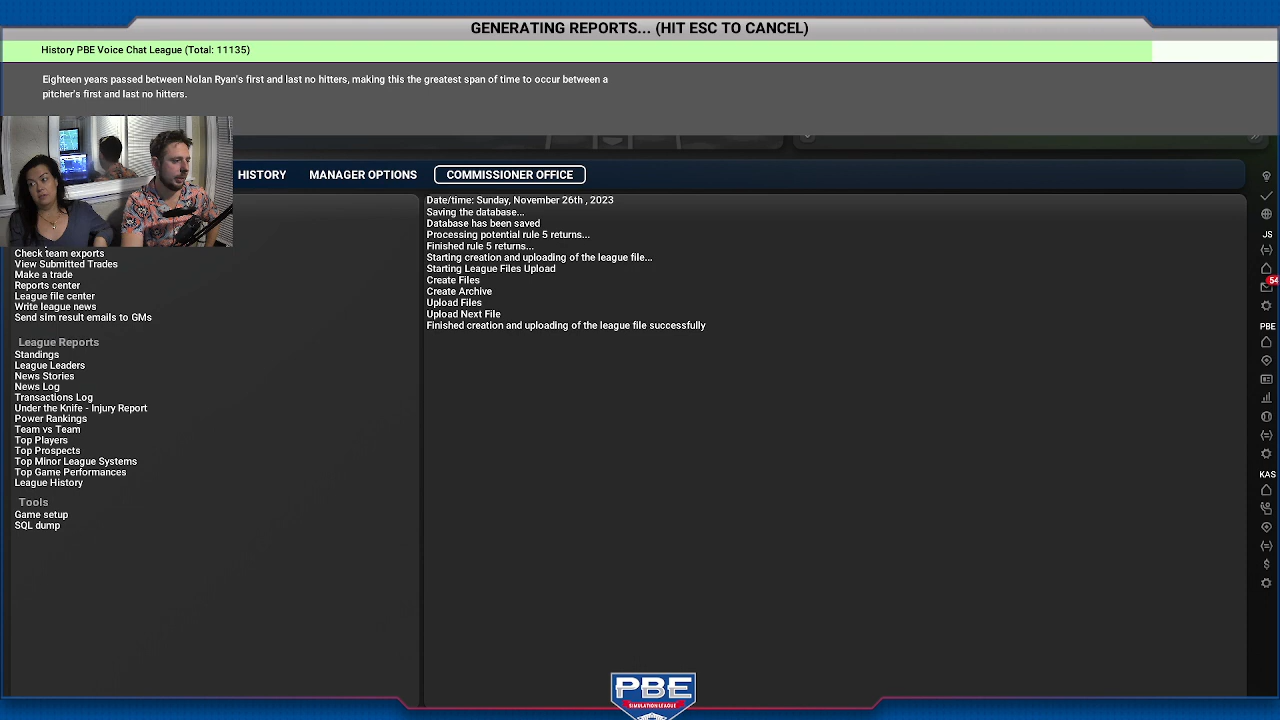 GENERATING REPORTS... (HIT ESC TO CANCEL)
History PBE Voice Chat League (Total: 11135)
Eighteen years passed between Nolan Ryan's first and last no hitters, making this the greatest span of time to occur between a
pitcher's first and last no hitters.
HISTORY
MANAGER OPTIONS
COMMISSIONER OFFICE
Check team exports
View Submitted Trades
Make a trade
Reports center
League file center
Write league news
Send sim result emails to GMs
League Reports
Standings
League Leaders
News Stories
News Log
Transactions Log
Under the Knife - Injury Report
Power Rankings
Team vs Team
Top Players
Top Prospects
Top Minor League Systems
Top Game Performances
League History
Tools
Game setup
SQL dump
Date/time: Sunday, November 26th , 2023
Saving the database...
Database has been saved
Processing potential rule 5 returns...
Finished rule 5 returns...
Starting creation and uploading of the league file...
Starting League Files Upload
Create Files
Create Archive
Upload Files
Upload Next File
Finished creation and uploading of the league file successfully
JS
54
PBE
KAS
PBE
SIMULATION LEAGUE